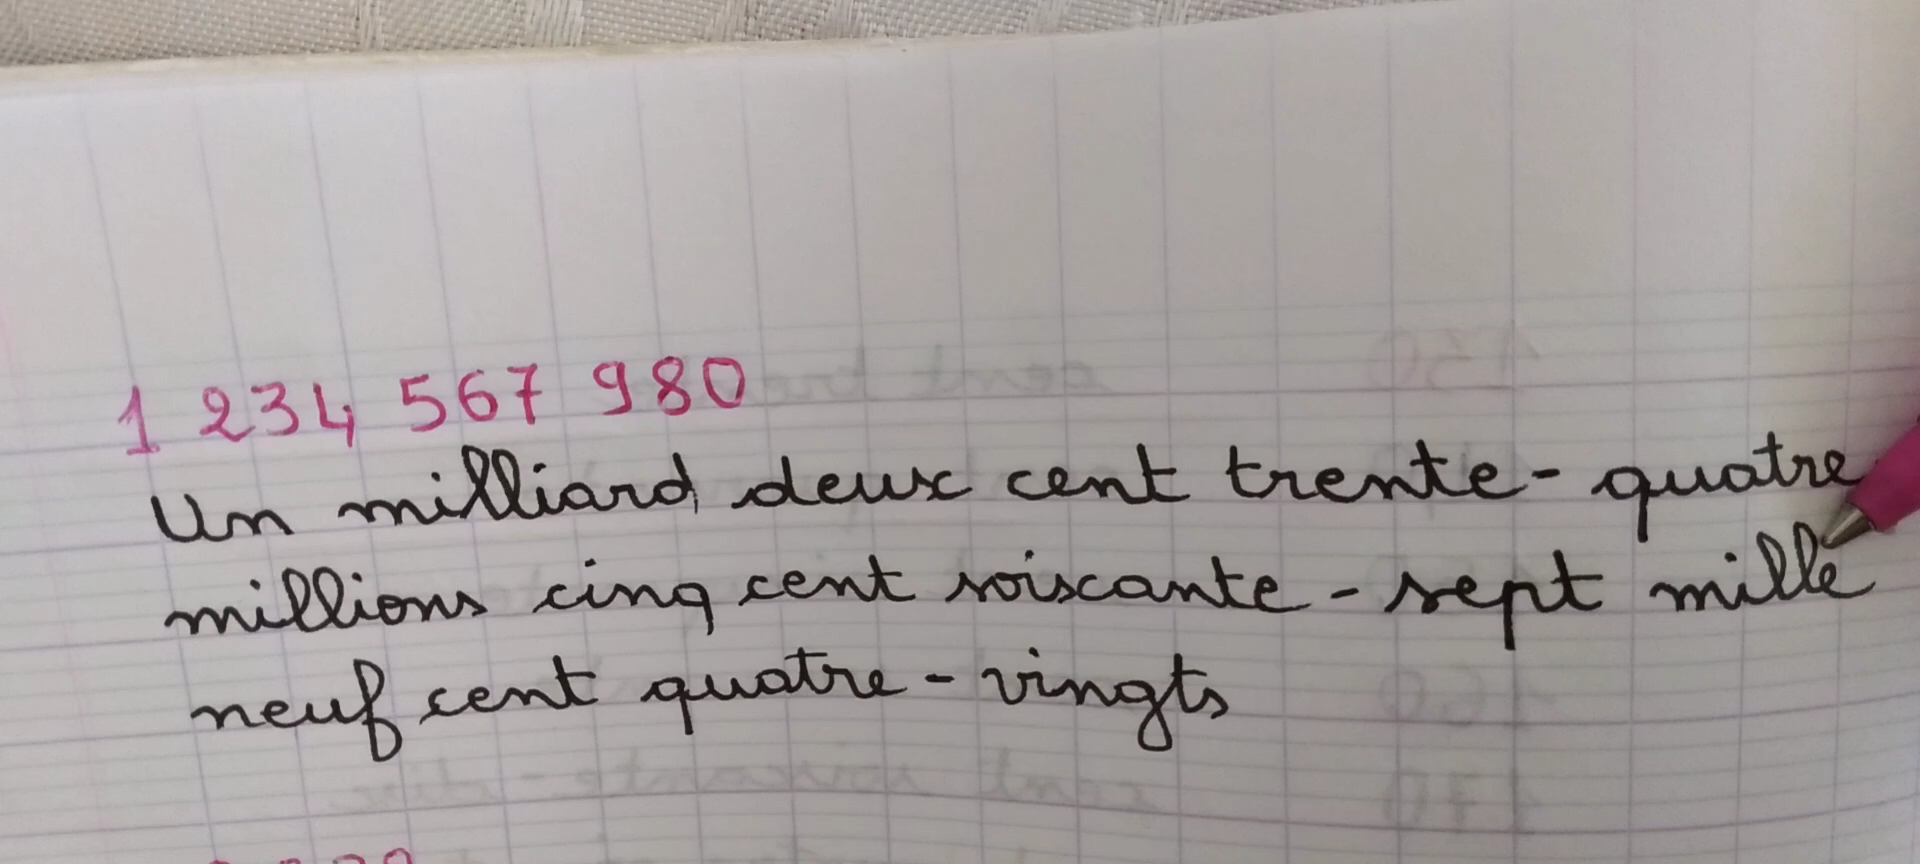 1 234 567 980
Un milliard deux cent trente-quatre
millions cinq cent soixante-sept mille
neuf cent quatre-vingts